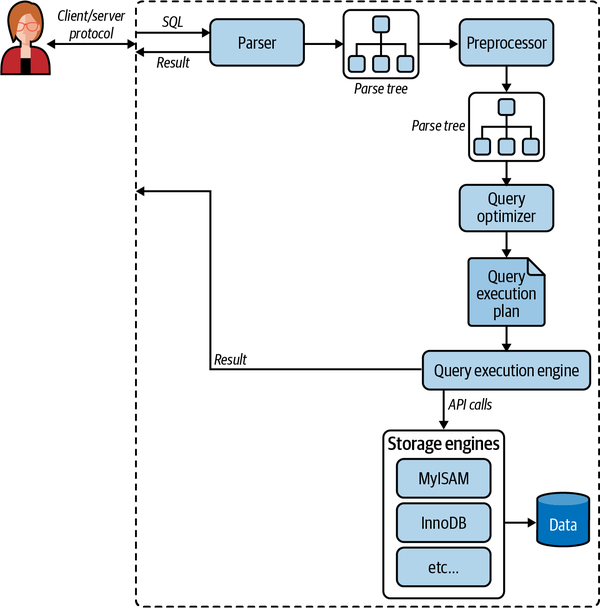 Client/server
protocol
SQL
Result
Parser
Parse tree
Preprocessor
Parse tree
Query
optimizer
Query
execution
plan
Result
Query execution engine
API calls
Storage engines
MyISAM
InnoDB
etc...
Data